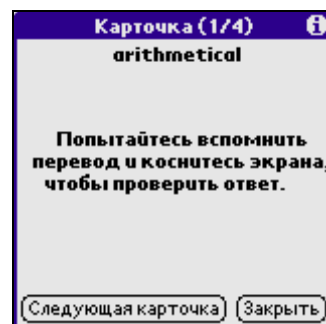 Карточка (1/4)
arithmetical
Попытайтесь вспомнить
перевод и коснитесь экрана,
чтобы проверить ответ.
Следующая карточка Закрыть